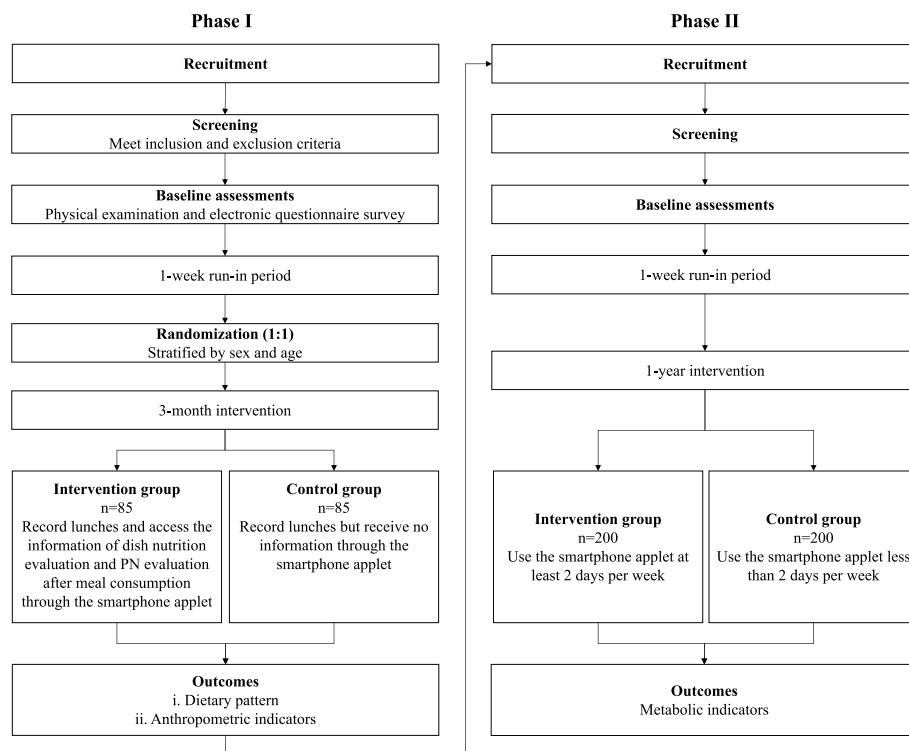 Phase I
Recruitment
Screening
Meet inclusion and exclusion criteria
Baseline assessments
Physical examination and electronic questionnaire survey
1-week run-in period
Randomization (1:1)
Stratified by sex and age
3-month intervention
Intervention group
n=85
Record lunches and access the
information of dish nutrition
evaluation and PN evaluation
after meal consumption
through the smartphone applet
Control group
n=85
Record lunches but receive no
information through the
smartphone applet
Outcomes
i. Dietary pattern
ii. Anthropometric indicators
Phase II
Recruitment
Screening
Baseline assessments
1-week run-in period
1-year intervention
Intervention group
n=200
Use the smartphone applet at
least 2 days per week
Control group
n=200
Use the smartphone applet less
than 2 days per week
Outcomes
Metabolic indicators